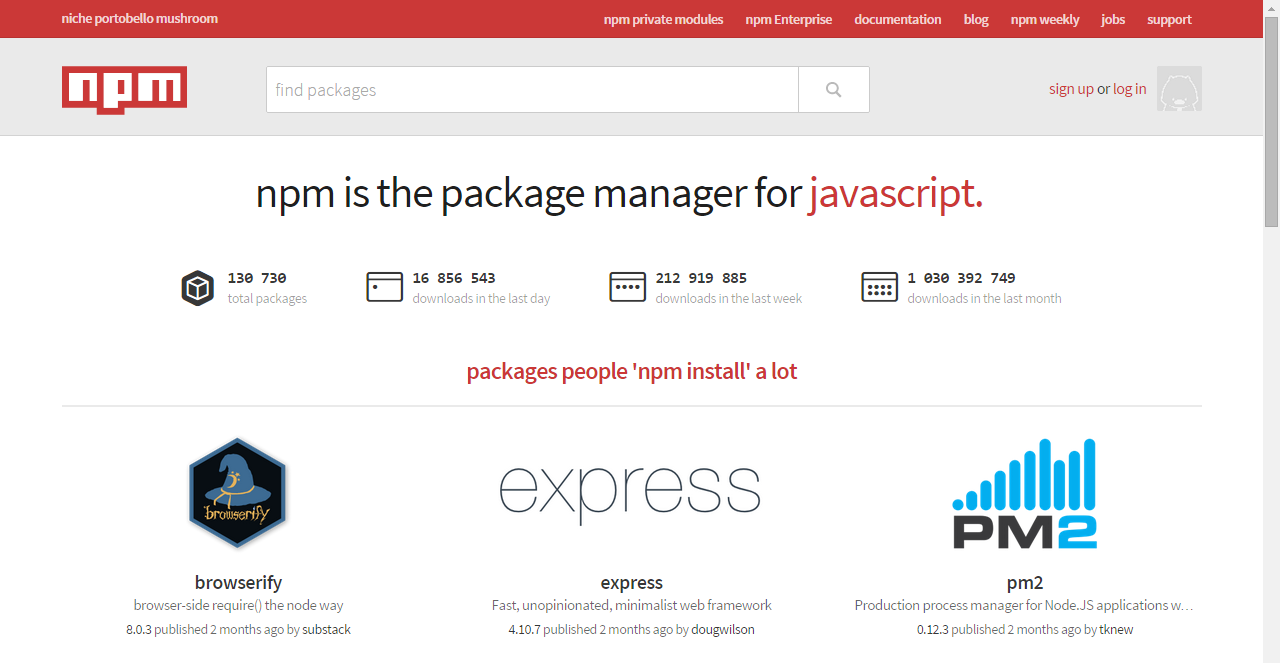 niche portobello mushroom
npm private modules npm Enterprise documentation blog npm weekly jobs support
npm
find packages
sign up or log in
npm is the package manager for javascript.
130 730
total packages
16 856 543
downloads in the last day
212 919 885
downloads in the last week
1 030 392 749
downloads in the last month
packages people 'npm install' a lot
browserify
express
PM2
browserify
browser-side require() the node way
8.0.3 published 2 months ago by substack
express
Fast, unopinionated, minimalist web framework
4.10.7 published 2 months ago by dougwilson
pm2
Production process manager for Node.JS applications w…
0.12.3 published 2 months ago by tknew